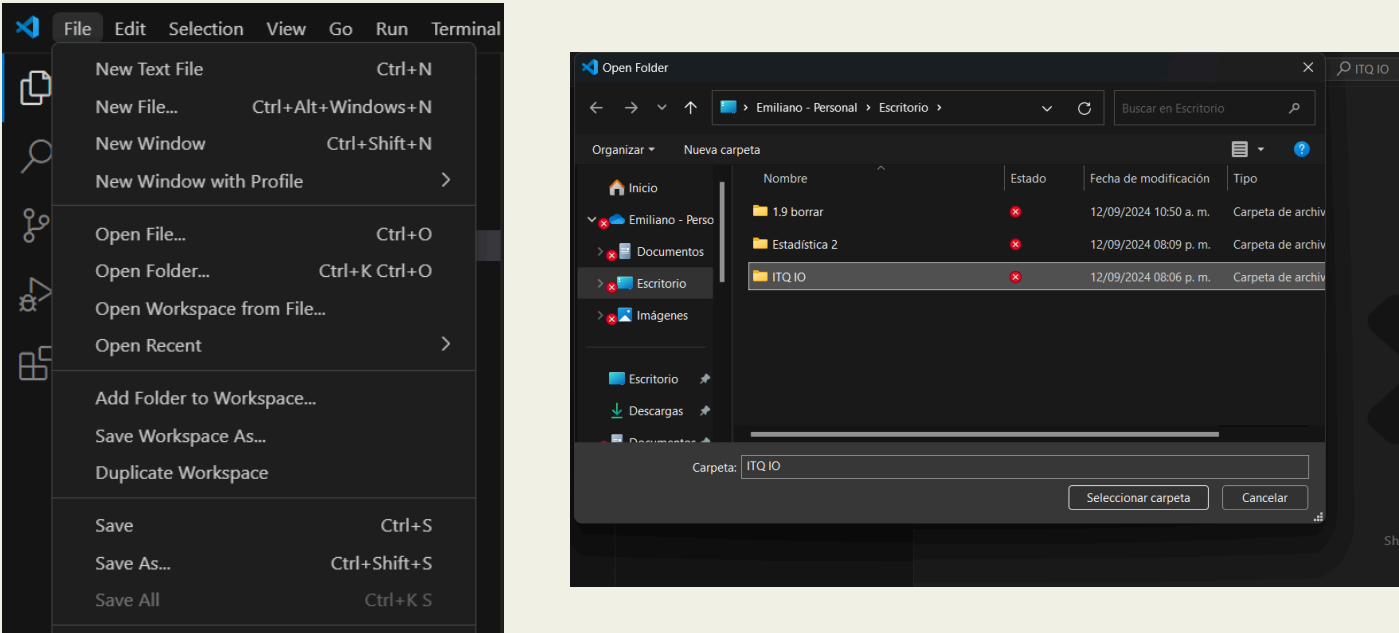 File Edit Selection View Go Run Terminal
New Text File Ctrl+N
New File... Ctrl+Alt+Windows+N
New Window Ctrl+Shift+N
New Window with Profile
Open File... Ctrl+O
Open Folder... Ctrl+K Ctrl+O
Open Workspace from File...
Open Recent
Add Folder to Workspace...
Save Workspace As...
Duplicate Workspace
Save Ctrl+S
Save As... Ctrl+Shift+S
Save All Ctrl+K S
Open Folder
ITQ IO
Emiliano - Personal › Escritorio ›
Buscar en Escritorio
Organizar Nueva carpeta
Nombre Estado Fecha de modificación Tipo
Inicio
Emiliano - Perso
Documentos
Escritorio
Imágenes
Escritorio
Descargas
Documentos
1.9 borrar 12/09/2024 10:50 a. m. Carpeta de archiv
Estadística 2 12/09/2024 08:09 p. m. Carpeta de archiv
ITQ IO 12/09/2024 08:06 p. m. Carpeta de archiv
Carpeta: ITQ IO
Seleccionar carpeta Cancelar
Sh